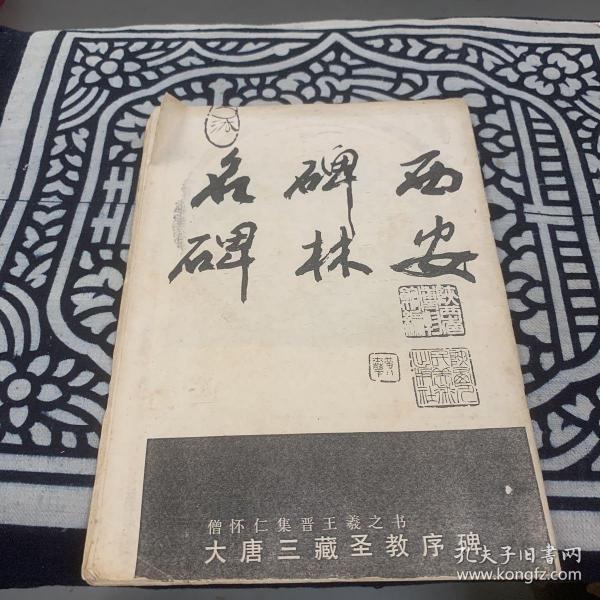 西安
碑林
名碑
僧怀仁集晋王羲之书
大唐三藏圣教序碑
孔夫子旧书网
www.kongfz.com